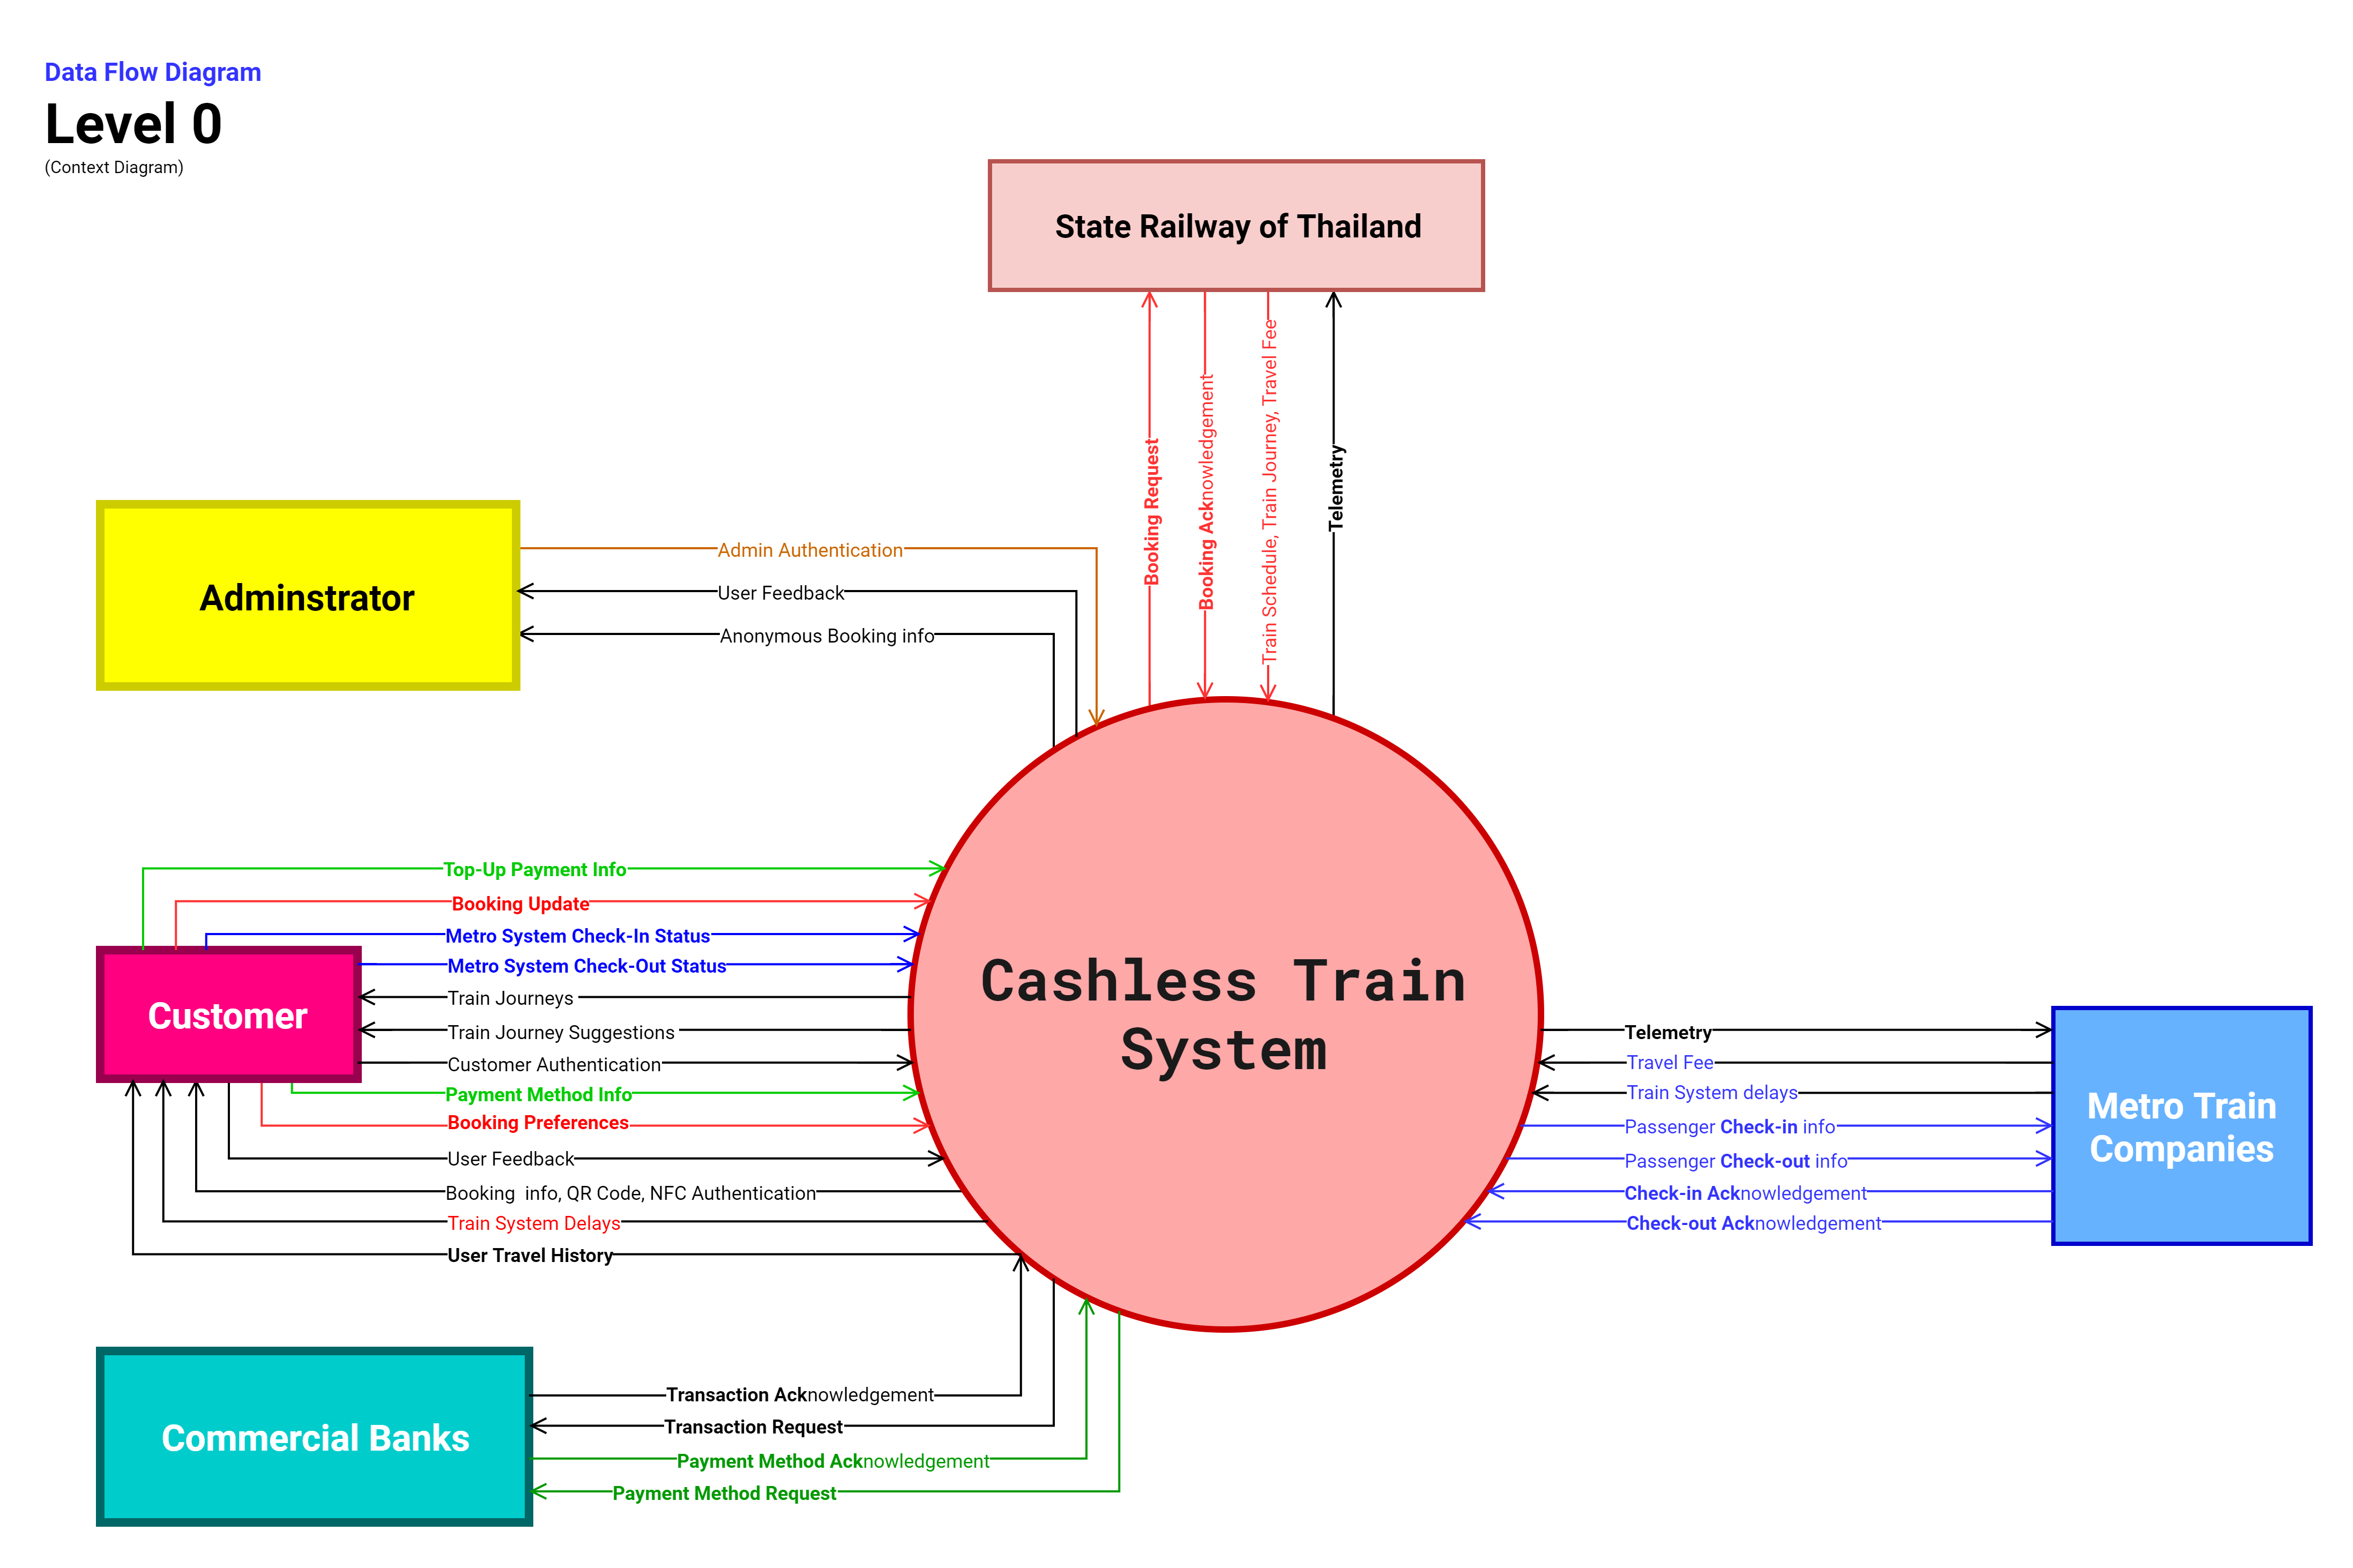 Data Flow Diagram
Level 0
(Context Diagram)
State Railway of Thailand
Booking Request
Booking Acknowledgement
Train Schedule, Train Journey, Travel Fee
Telemetry
Adminstrator
Admin Authentication
User Feedback
Anonymous Booking info
Customer
Top-Up Payment Info
Booking Update
Metro System Check-In Status
Metro System Check-Out Status
Train Journeys
Train Journey Suggestions
Customer Authentication
Payment Method Info
Booking Preferences
User Feedback
Booking info, QR Code, NFC Authentication
Train System Delays
User Travel History
Cashless Train
System
Telemetry
Travel Fee
Train System delays
Passenger Check-in info
Passenger Check-out info
Check-in Acknowledgement
Check-out Acknowledgement
Metro Train
Companies
Commercial Banks
Transaction Acknowledgement
Transaction Request
Payment Method Acknowledgement
Payment Method Request